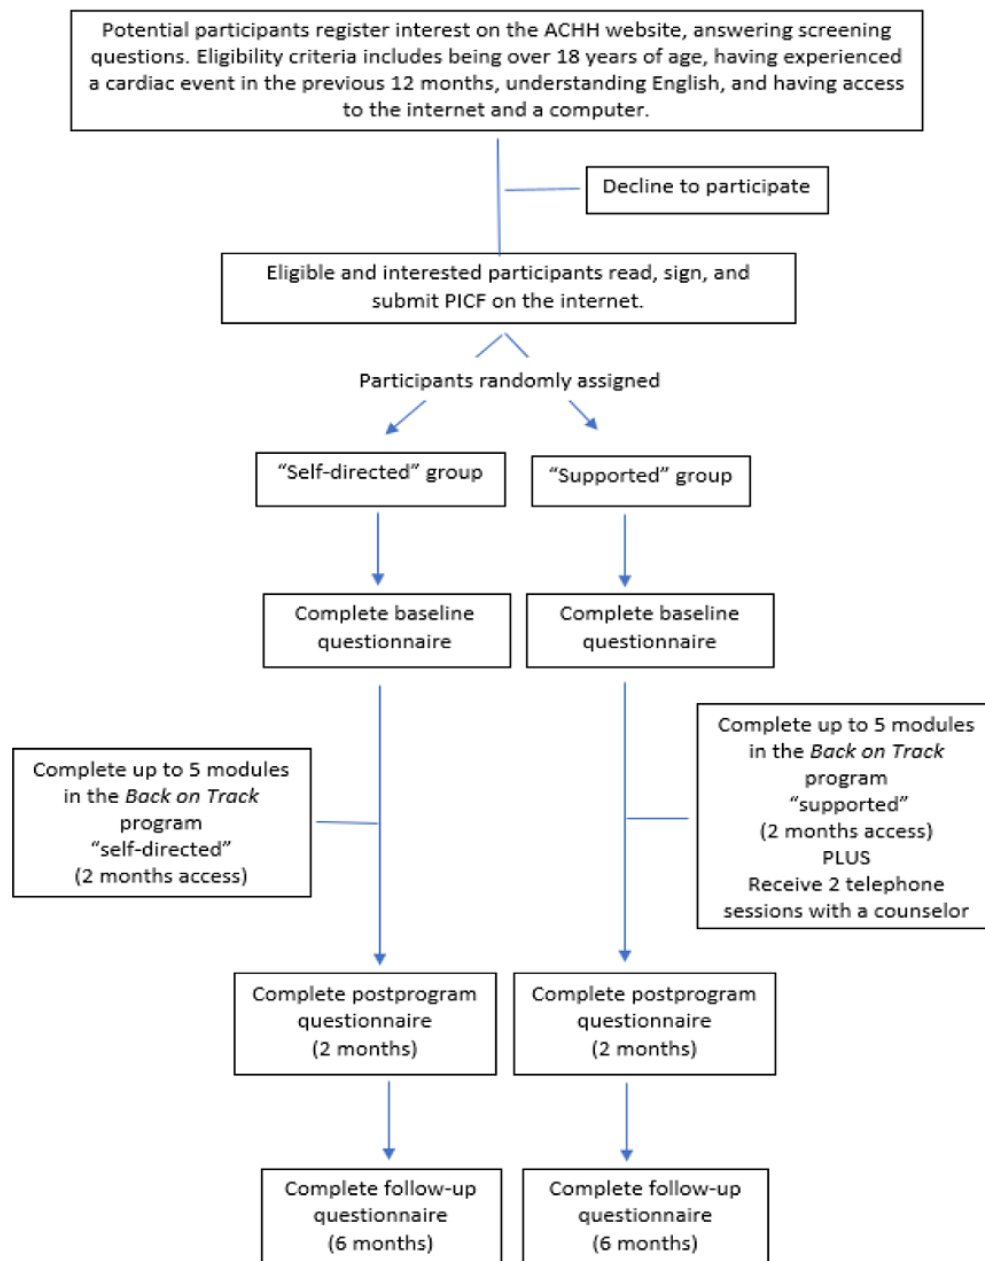 Potential participants register interest on the ACHH website, answering screening
questions. Eligibility criteria includes being over 18 years of age, having experienced
a cardiac event in the previous 12 months, understanding English, and having access
to the internet and a computer.
Decline to participate
Eligible and interested participants read, sign, and
submit PICF on the internet.
Participants randomly assigned
“Self-directed” group
“Supported” group
Complete baseline
questionnaire
Complete baseline
questionnaire
Complete up to 5 modules
in the Back on Track
program
“self-directed”
(2 months access)
Complete up to 5 modules
in the Back on Track
program
“supported”
(2 months access)
PLUS
Receive 2 telephone
sessions with a counselor
Complete postprogram
questionnaire
(2 months)
Complete postprogram
questionnaire
(2 months)
Complete follow-up
questionnaire
(6 months)
Complete follow-up
questionnaire
(6 months)